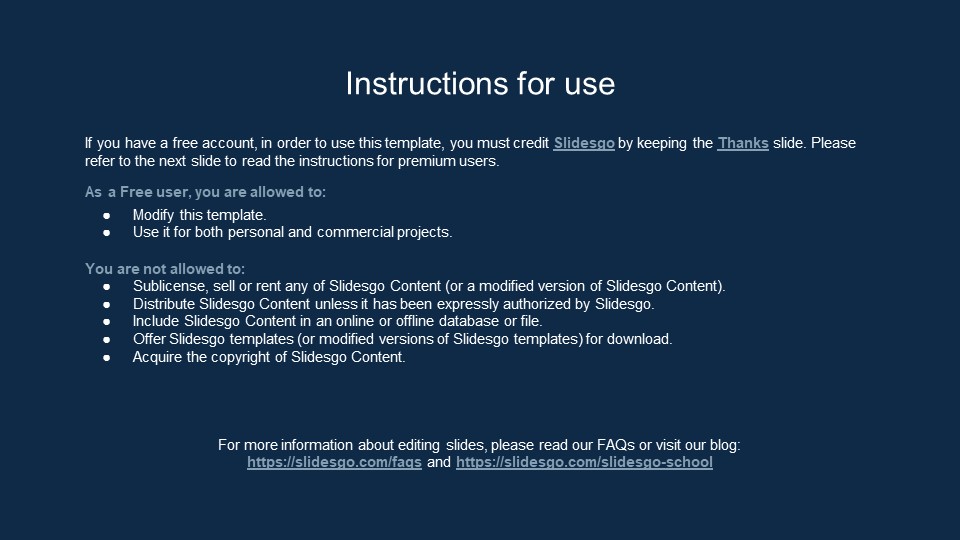 Instructions for use
If you have a free account, in order to use this template, you must credit Slidesgo by keeping the Thanks slide. Please
refer to the next slide to read the instructions for premium users.
As a Free user, you are allowed to:
● Modify this template.
● Use it for both personal and commercial projects.
You are not allowed to:
● Sublicense, sell or rent any of Slidesgo Content (or a modified version of Slidesgo Content).
● Distribute Slidesgo Content unless it has been expressly authorized by Slidesgo.
● Include Slidesgo Content in an online or offline database or file.
● Offer Slidesgo templates (or modified versions of Slidesgo templates) for download.
● Acquire the copyright of Slidesgo Content.
For more information about editing slides, please read our FAQs or visit our blog:
https://slidesgo.com/faqs and https://slidesgo.com/slidesgo-school